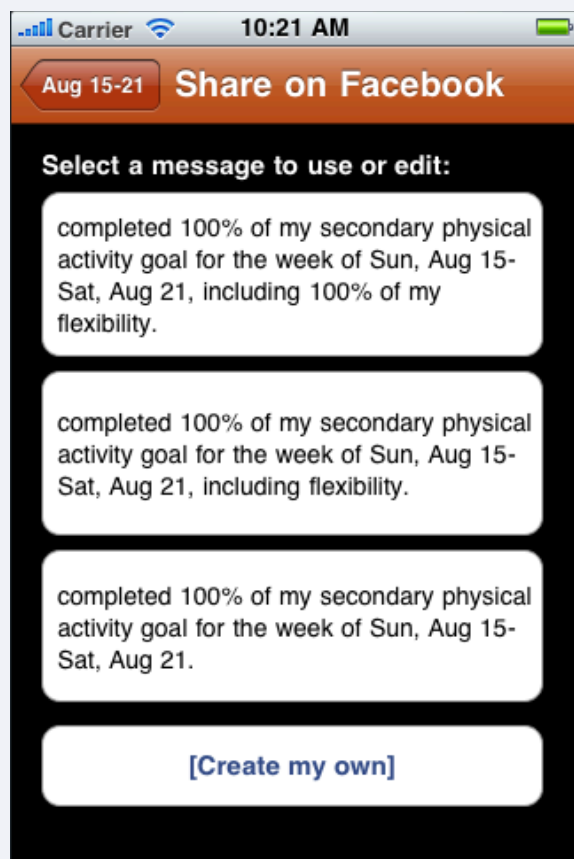 Carrier 10:21 AM
Aug 15-21 Share on Facebook
Select a message to use or edit:
completed 100% of my secondary physical
activity goal for the week of Sun, Aug 15-
Sat, Aug 21, including 100% of my
flexibility.
completed 100% of my secondary physical
activity goal for the week of Sun, Aug 15-
Sat, Aug 21, including flexibility.
completed 100% of my secondary physical
activity goal for the week of Sun, Aug 15-
Sat, Aug 21.
[Create my own]